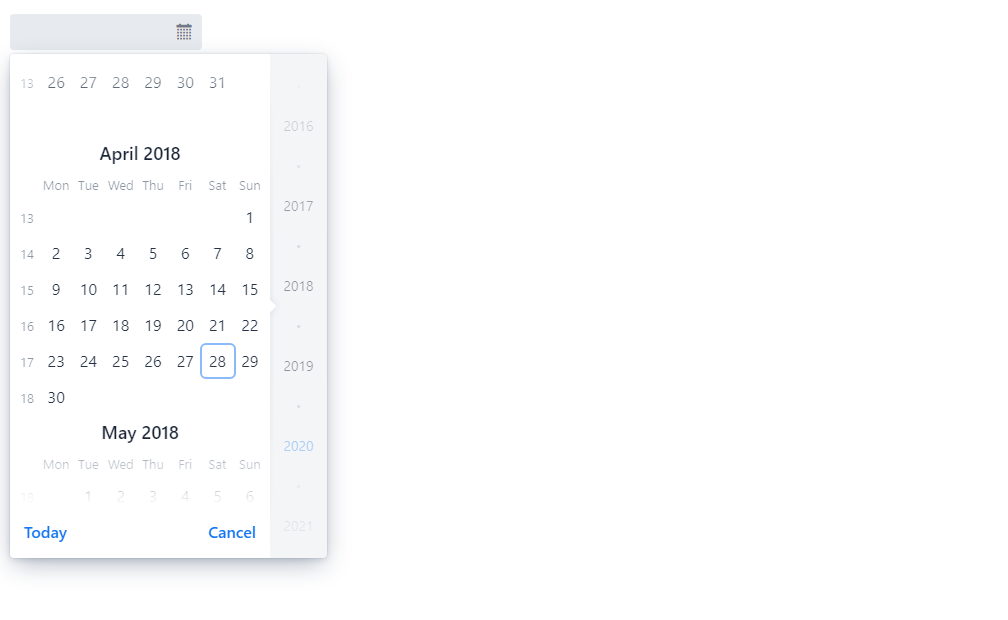 13 26 27 28 29 30 31
April 2018
Mon Tue Wed Thu Fri Sat Sun
13 1
14 2 3 4 5 6 7 8
15 9 10 11 12 13 14 15
16 16 17 18 19 20 21 22
17 23 24 25 26 27 28 29
18 30
May 2018
Mon Tue Wed Thu Fri Sat Sun
18 1 2 3 4 5 6
Today Cancel
2016
2017
2018
2019
2020
2021